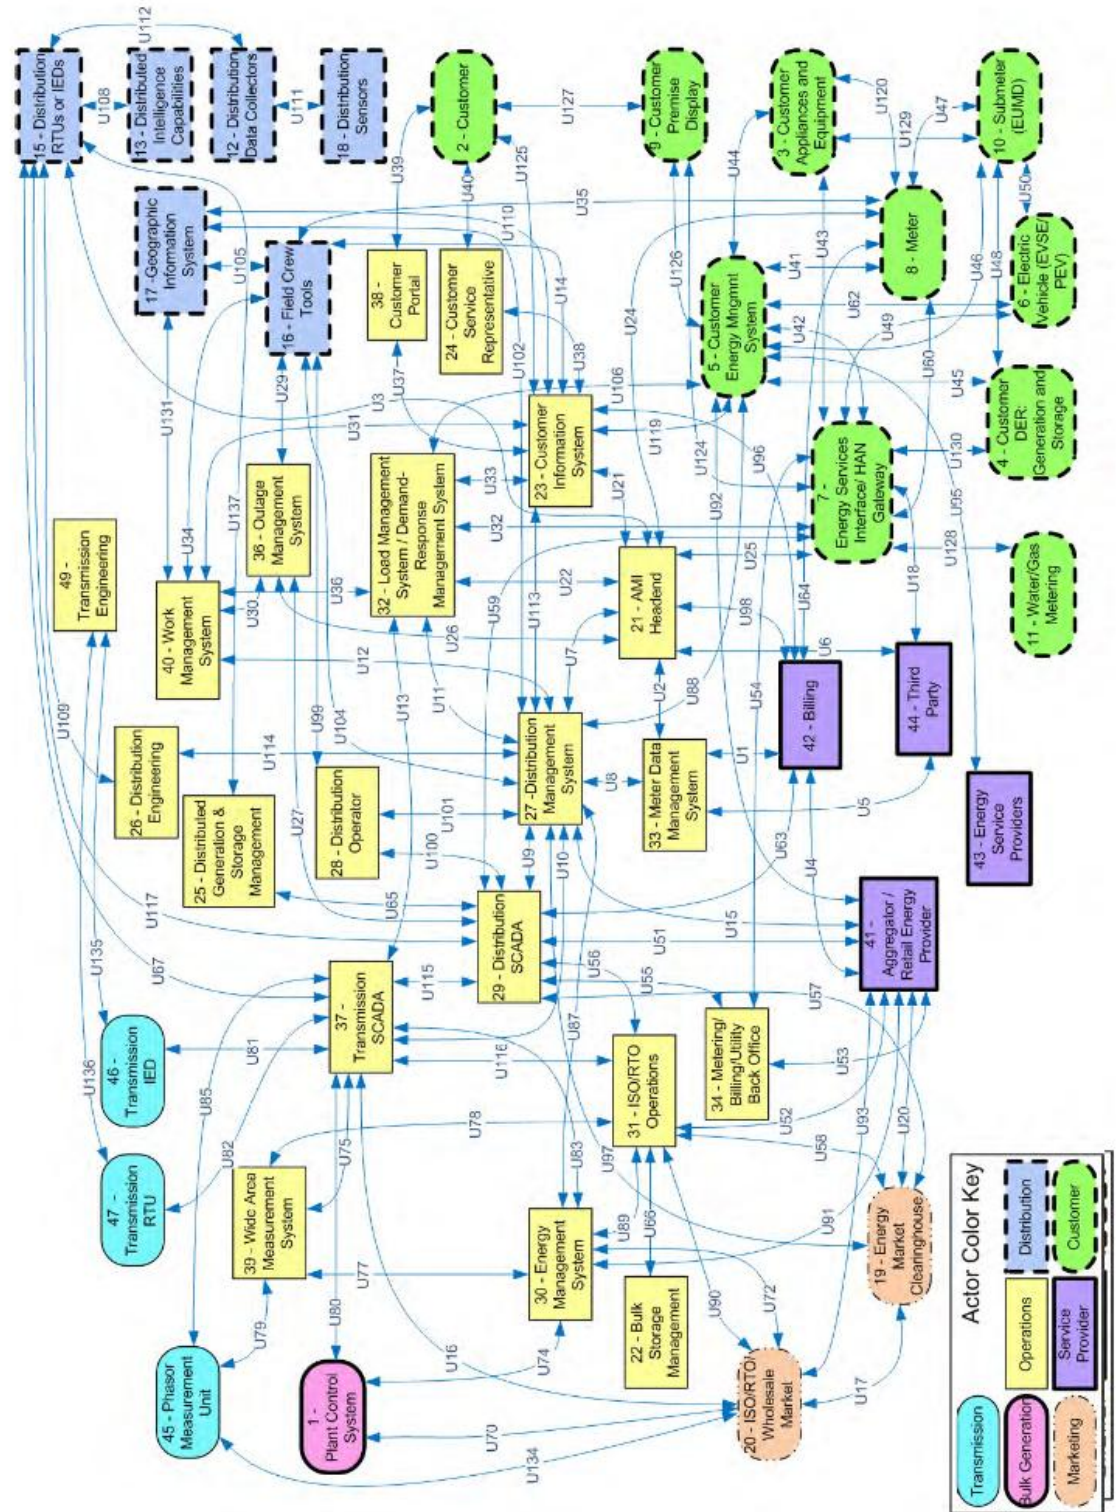 Actor Color Key
Transmission
Operations
Distribution
Bulk Generation
Service
Provider
Customer
Marketing
45 - Phasor
Measurement
Unit
47 -
Transmission
RTU
46 -
Transmission
IED
49 -
Transmission
Engineering
15 - Distribution
RTUs or IEDs
13 - Distributed
Intelligence
Capabilities
12 - Distribution
Data Collectors
18 - Distribution
Sensors
17 -Geographic
Information
System
16 - Field Crew
Tools
40 - Work
Management
System
26 - Distribution
Engineering
25 - Distributed
Generation &
Storage
Management
28 - Distribution
Operator
36 - Outage
Management
System
38 -
Customer
Portal
24 - Customer
Service
Representative
2 - Customer
1 -
Plant Control
System
39 - Wide Area
Measurement
System
37 -
Transmission
SCADA
32 - Load Management
System / Demand-
Response
Management System
23 - Customer
Information
System
27 -Distribution
Management
System
29 - Distribution
SCADA
30 - Energy
Management
System
22 - Bulk
Storage
Management
31 - ISO/RTO
Operations
34 - Metering/
Billing/Utility
Back Office
33 - Meter Data
Management
System
21 - AMI
Headend
20 - ISO/RTO/
Wholesale
Market
19 - Energy
Market
Clearinghouse
41 -
Aggregator /
Retail Energy
Provider
42 - Billing
44 - Third
Party
43 - Energy
Service
Providers
9 - Customer
Premise
Display
5 - Customer
Energy Mngmnt
System
3 - Customer
Appliances and
Equipment
8 - Meter
10 - Submeter
(EUMD)
6 - Electric
Vehicle (EVSE/
PEV)
7 -
Energy Services
Interface/ HAN
Gateway
4 - Customer
DER:
Generation and
Storage
11 - Water/Gas
Metering
U109
U136
U135
U67
U117
U85
U82
U81
U79
U77
U80
U75
U16
U70
U134
U74
U78
U116
U115
U65
U27
U114
U100
U101
U99
U104
U13
U12
U11
U26
U36
U30
U34
U137
U31
U29
U131
U105
U3
U108
U112
U111
U39
U40
U37
U38
U14
U110
U125
U127
U102
U35
U33
U32
U22
U21
U59
U113
U7
U9
U10
U8
U2
U1
U88
U87
U83
U97
U89
U66
U90
U72
U91
U17
U58
U93
U20
U52
U53
U57
U55
U56
U51
U15
U63
U4
U5
U6
U54
U98
U64
U25
U92
U124
U96
U119
U106
U24
U126
U44
U41
U42
U43
U62
U49
U60
U18
U45
U46
U48
U50
U47
U129
U120
U130
U95
U128